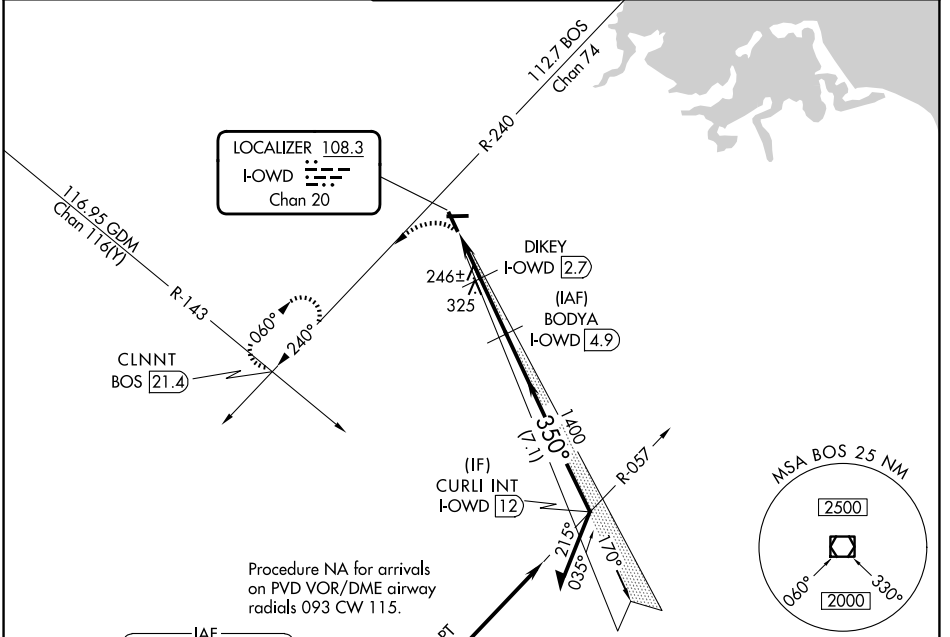 112.7 BOS
Chan 74
R-240
LOCALIZER 108.3
I-OWD
Chan 20
116.95 GDM
Chan 116(Y)
R-143
DIKEY
I-OWD 2.7
246±
325
(IAF)
BODYA
I-OWD 4.9
060°
240°
CLNNT
BOS 21.4
1400
350°
(7.1)
R-057
(IF)
CURLI INT
I-OWD 12
215°
035°
170°
MSA BOS 25 NM
2500
060°
330°
2000
Procedure NA for arrivals
on PVD VOR/DME airway
radials 093 CW 115.
IAF
PT